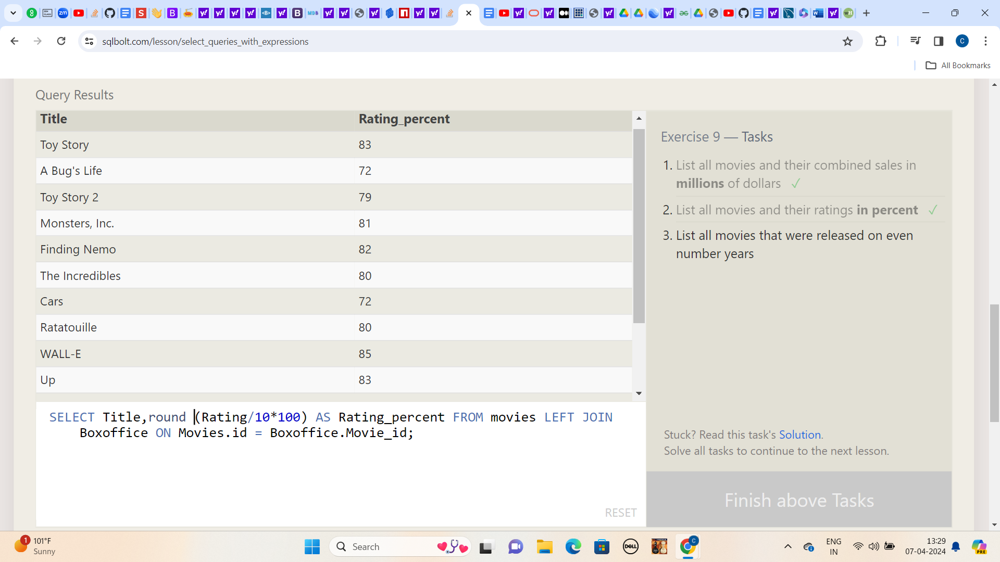 sqlbolt.com/lesson/select_queries_with_expressions
C
All Bookmarks
Query Results
Title Rating_percent
Toy Story 83
A Bug's Life 72
Toy Story 2 79
Monsters, Inc. 81
Finding Nemo 82
The Incredibles 80
Cars 72
Ratatouille 80
WALL-E 85
Up 83
SELECT Title,round (Rating/10*100) AS Rating_percent FROM movies LEFT JOIN
Boxoffice ON Movies.id = Boxoffice.Movie_id;
RESET
Exercise 9 — Tasks
1. List all movies and their combined sales in
millions of dollars ✓
2. List all movies and their ratings in percent ✓
3. List all movies that were released on even
number years
Stuck? Read this task's Solution.
Solve all tasks to continue to the next lesson.
Finish above Tasks
1
101°F
Sunny
Search
DELL
C
ENG
IN
13:29
07-04-2024
PRE